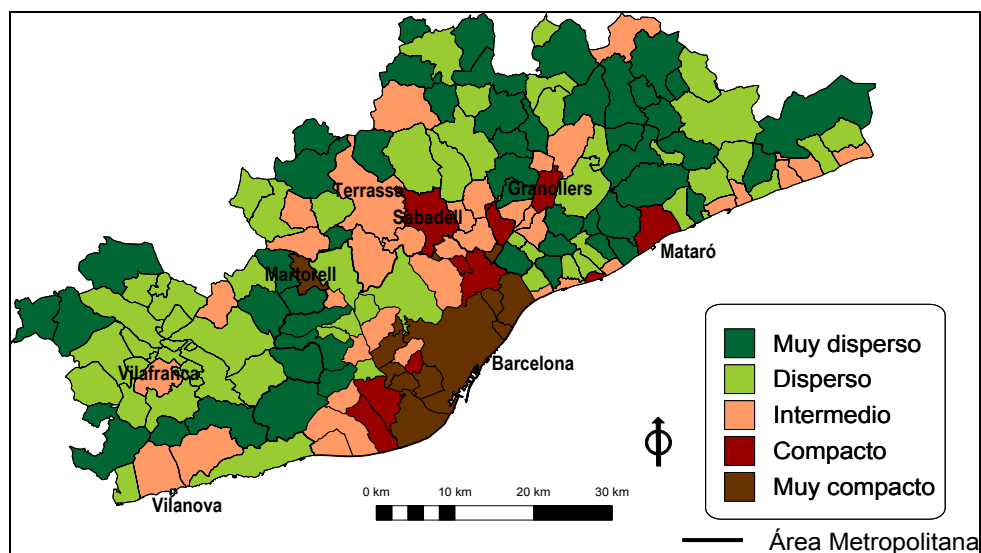 Terrassa
Granollers
Sabadell
Mataró
Martorell
Barcelona
Vilafranca
Vilanova
0 km 10 km 20 km 30 km
Muy disperso
Disperso
Intermedio
Compacto
Muy compacto
Área Metropolitana